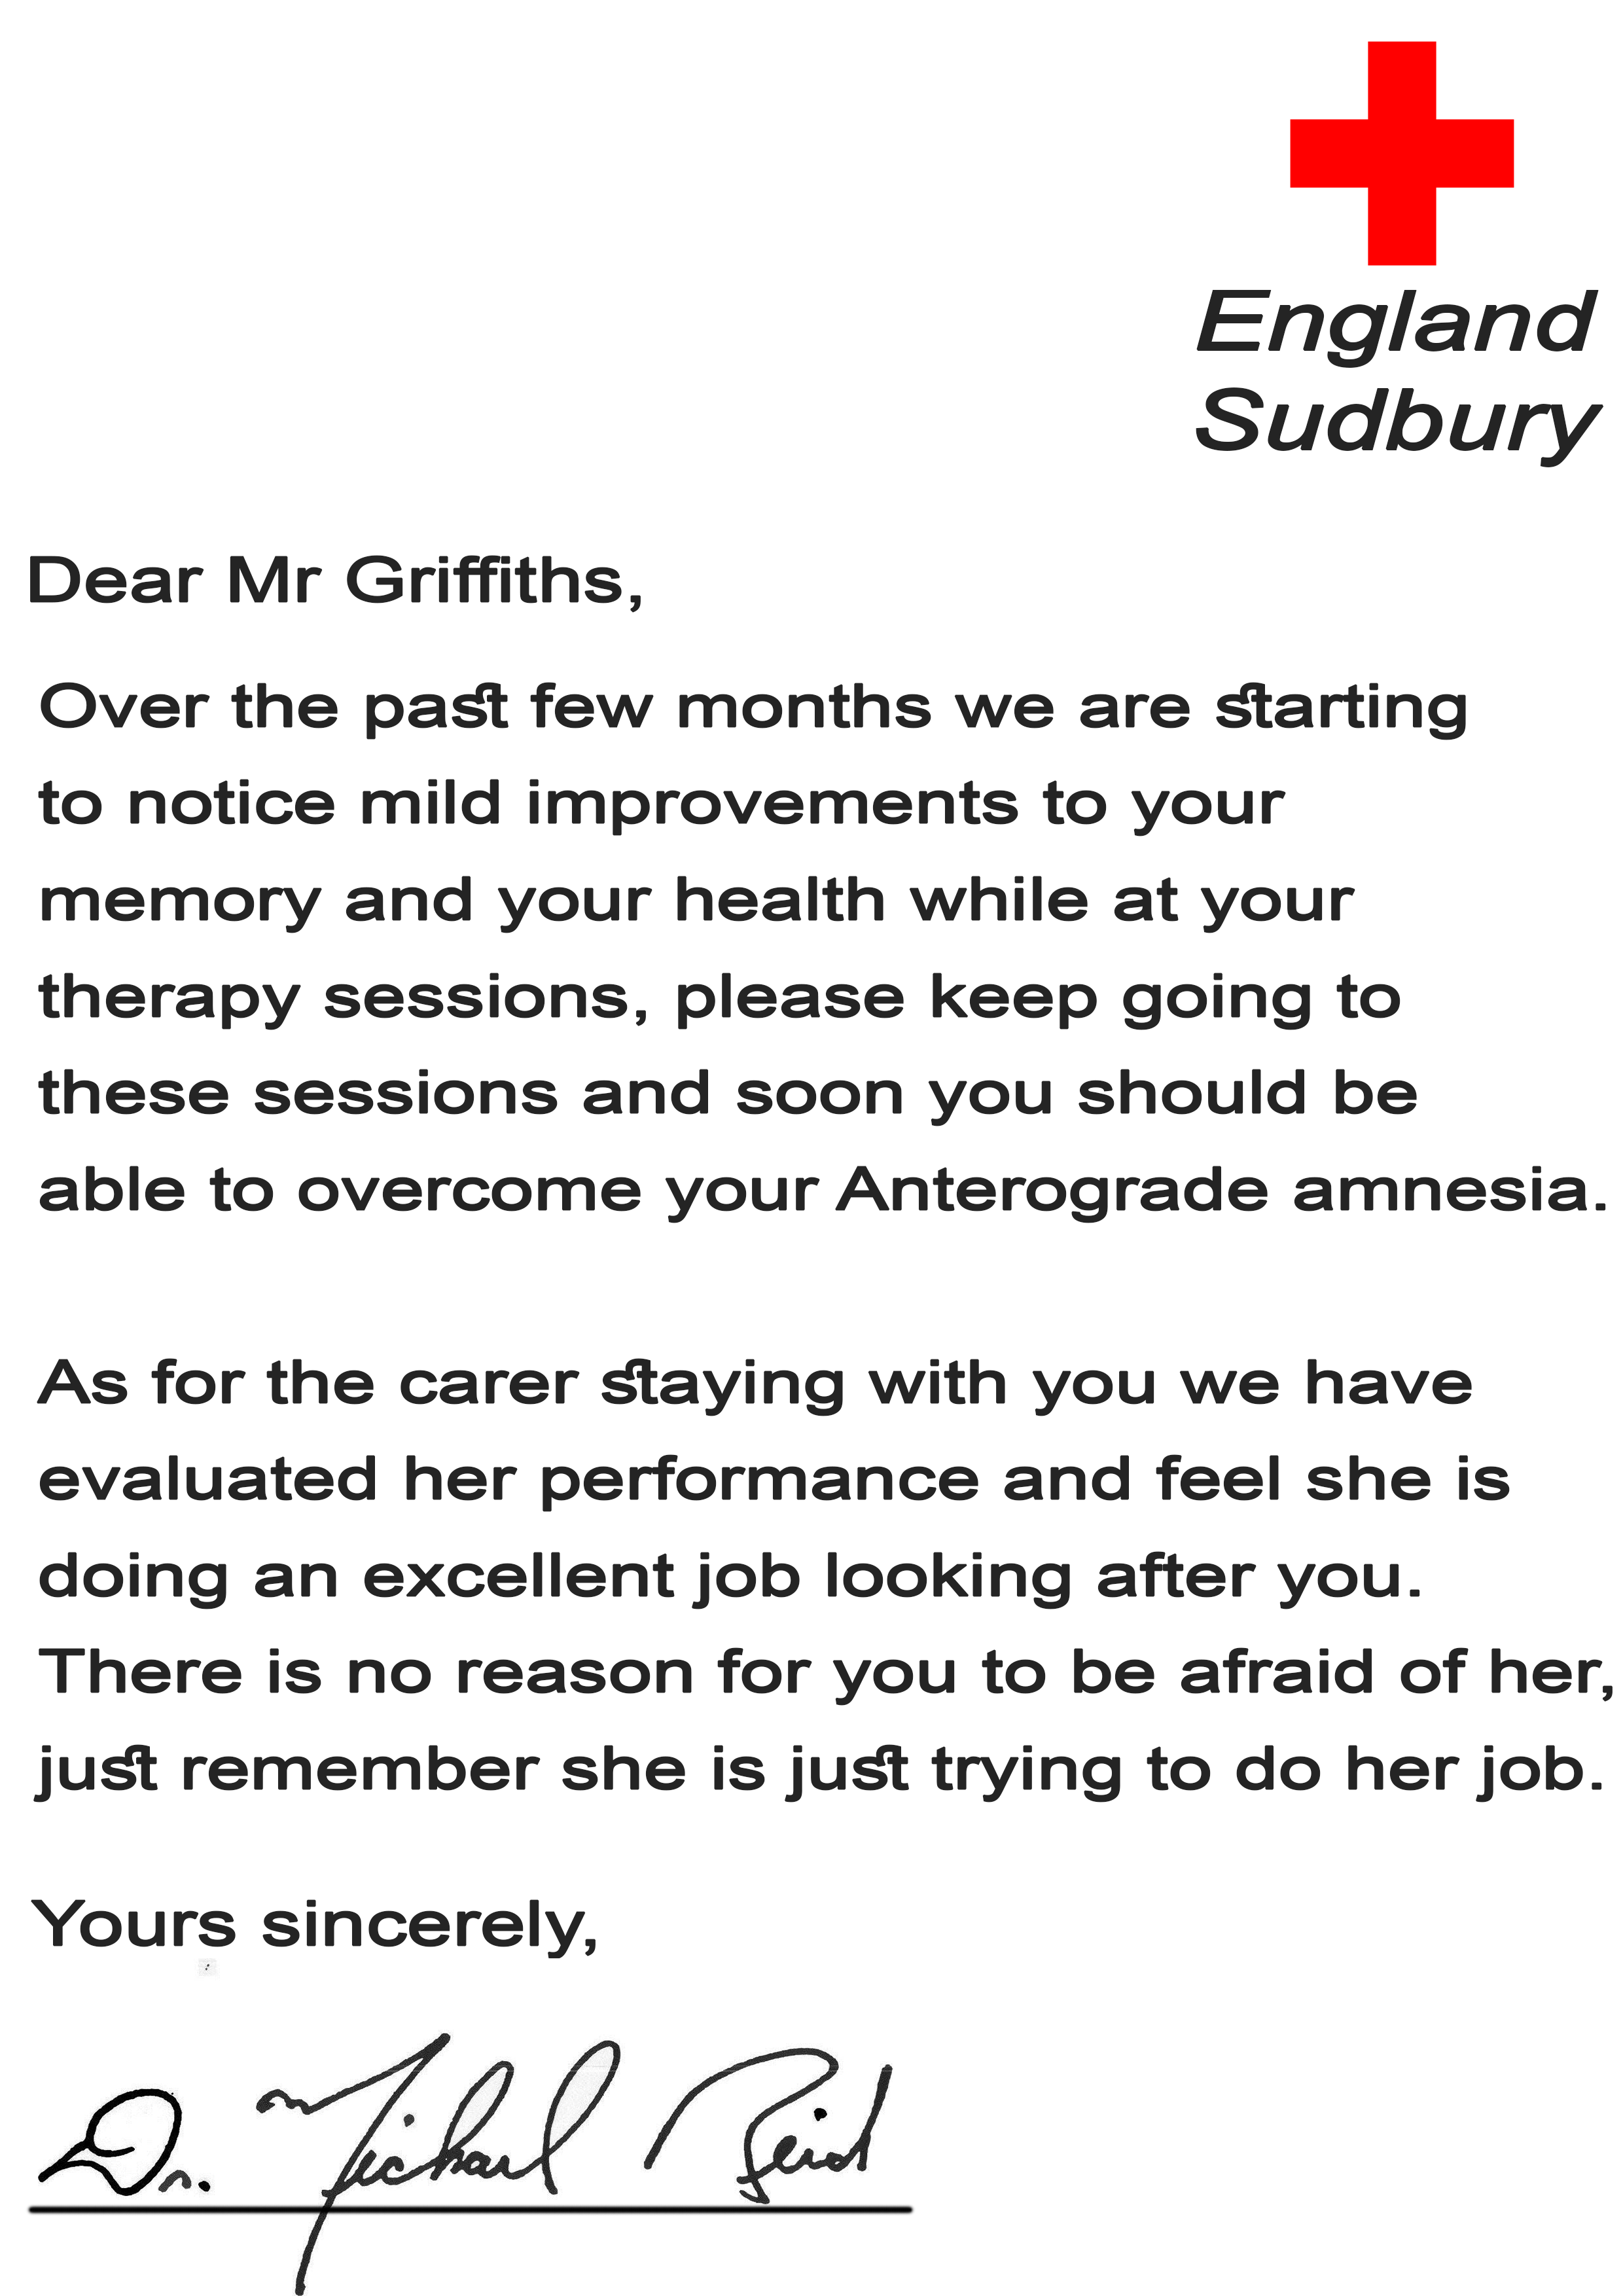 England
Sudbury
Dear Mr Griffiths,
Over the past few months we are starting
to notice mild improvements to your
memory and your health while at your
therapy sessions, please keep going to
these sessions and soon you should be
able to overcome your Anterograde amnesia.
As for the carer staying with you we have
evaluated her performance and feel she is
doing an excellent job looking after you.
There is no reason for you to be afraid of her,
just remember she is just trying to do her job.
Yours sincerely,
Dr. Michael Reid